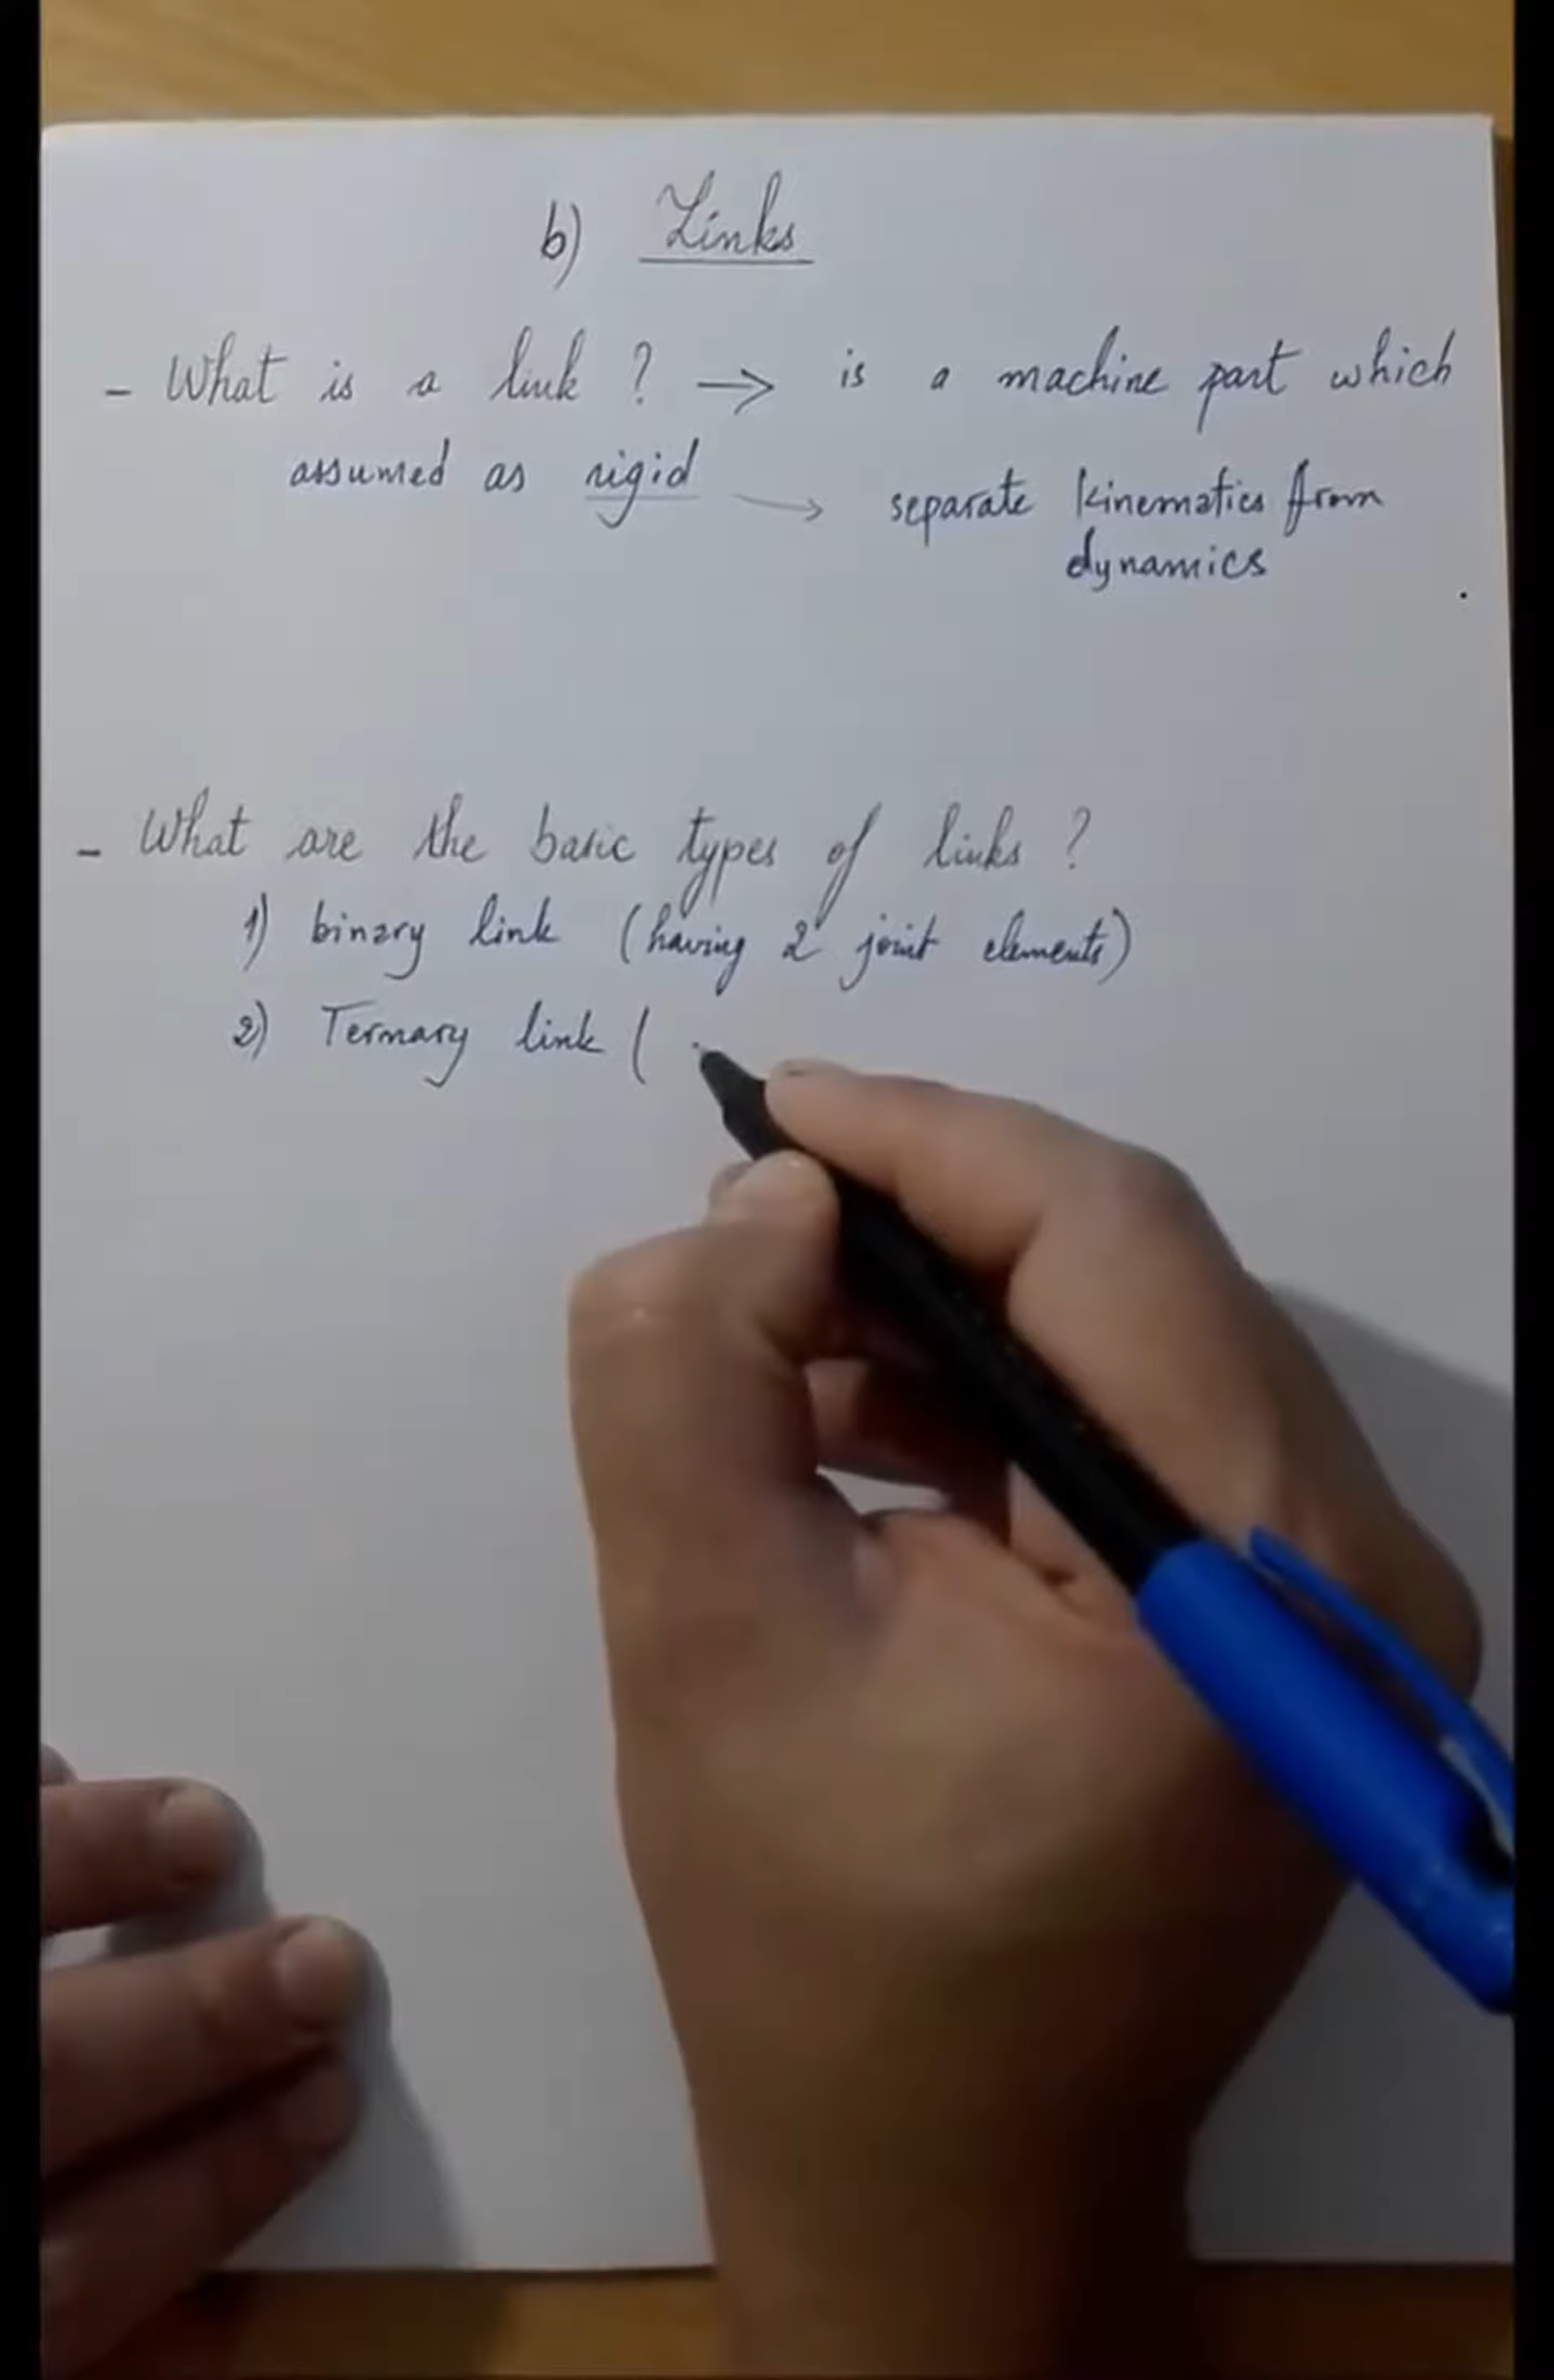 b) Links
- What is a link ? → is a machine part which
assumed as rigid → separate kinematics from
dynamics
- What are the basic types of links ?
1) binary link (having 2 joint elements)
2) Ternary link (